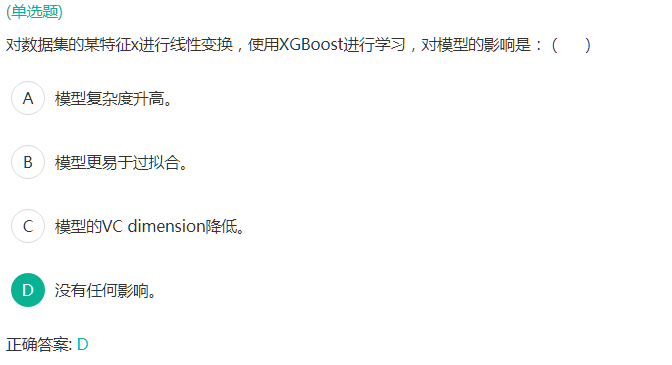 (单选题)
对数据集的某特征x进行线性变换，使用XGBoost进行学习，对模型的影响是：(      )
A 模型复杂度升高。
B 模型更易于过拟合。
C 模型的VC dimension降低。
D 没有任何影响。
正确答案: D